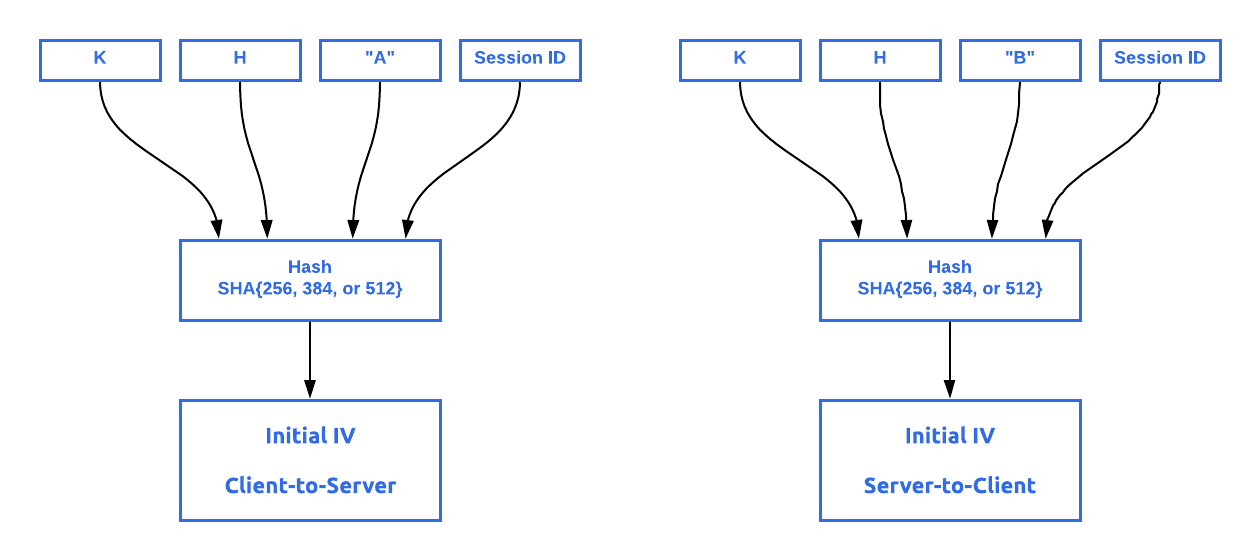 K
H
"A"
Session ID
Hash
SHA{256, 384, or 512}
Initial IV
Client-to-Server
K
H
"B"
Session ID
Hash
SHA{256, 384, or 512}
Initial IV
Server-to-Client